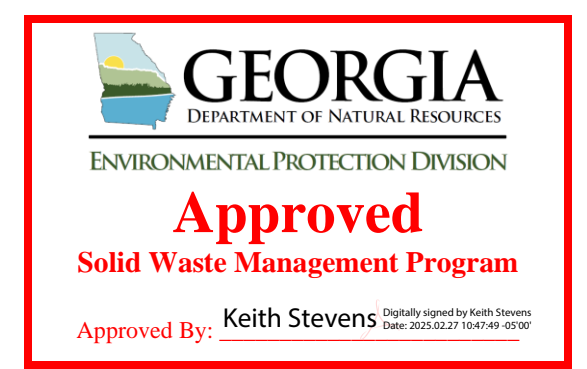 GEORGIA
DEPARTMENT OF NATURAL RESOURCES
ENVIRONMENTAL PROTECTION DIVISION
Approved
Solid Waste Management Program
Approved By: Keith Stevens
Digitally signed by Keith Stevens
Date: 2025.02.27 10:47:49 -05'00'